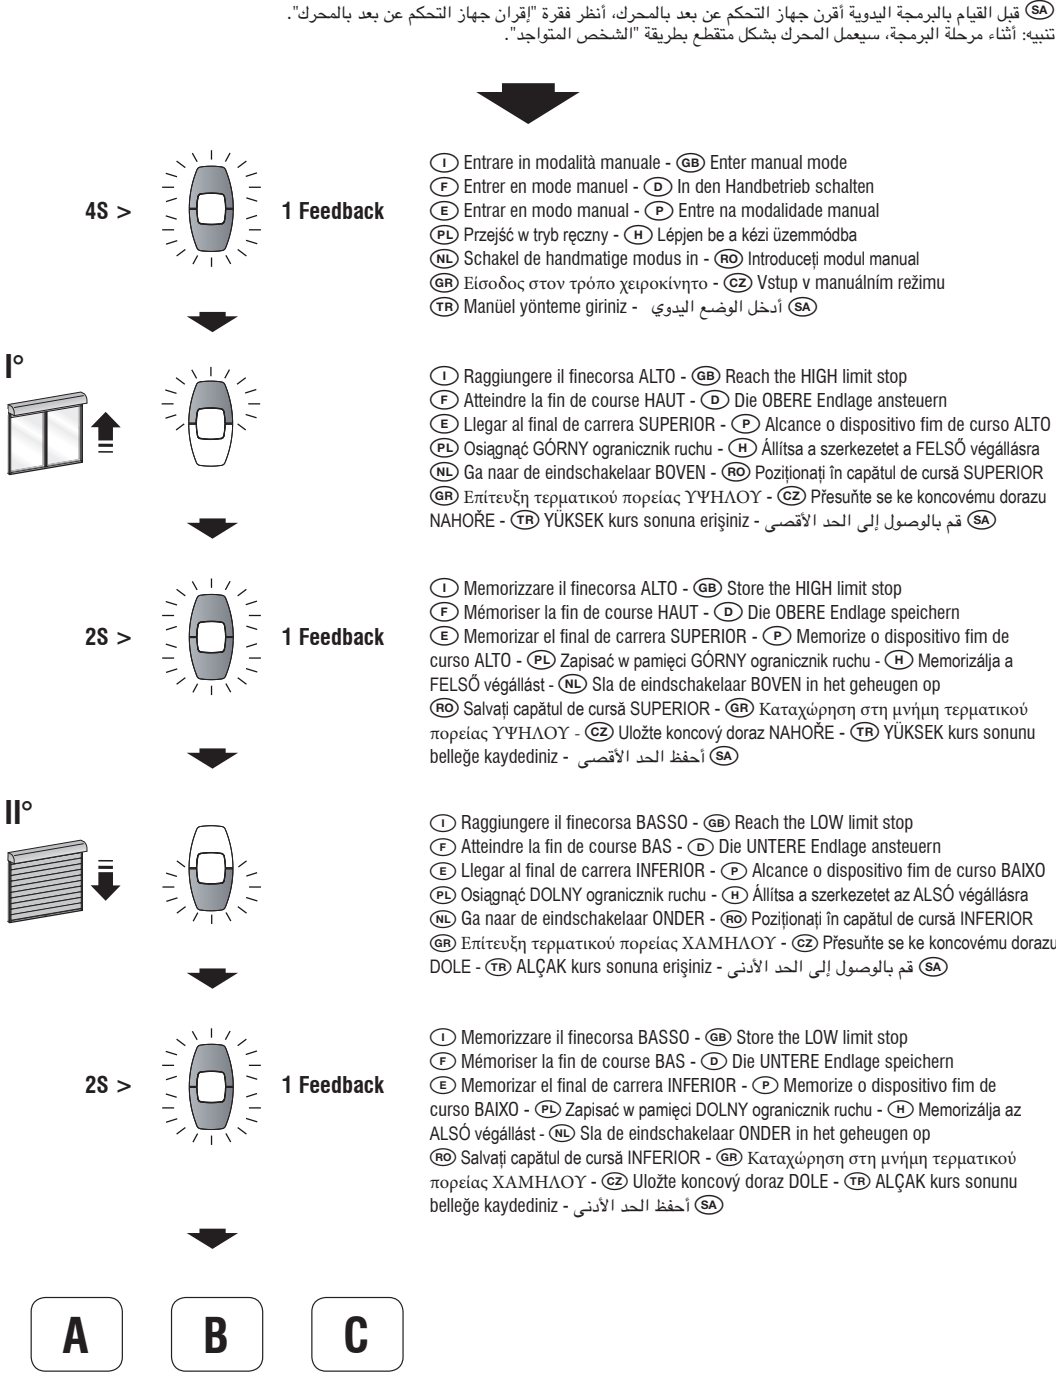 SA قبل القيام بالبرمجة اليدوية أقرن جهاز التحكم عن بعد بالمحرك، أنظر فقرة "إقران جهاز التحكم عن بعد بالمحرك".
تنبيه: أثناء مرحلة البرمجة، سيعمل المحرك بشكل متقطع بطريقة "الشخص المتواجد".
4S >
1 Feedback
I Entrare in modalità manuale - GB Enter manual mode
F Entrer en mode manuel - D In den Handbetrieb schalten
E Entrar en modo manual - P Entre na modalidade manual
PL Przejść w tryb ręczny - H Lépjen be a kézi üzemmódba
NL Schakel de handmatige modus in - RO Introduceți modul manual
GR Είσοδος στον τρόπο χειροκίνητο - CZ Vstup v manuálním režimu
TR Manüel yönteme giriniz - أدخل الوضع اليدوي SA
I°
I Raggiungere il finecorsa ALTO - GB Reach the HIGH limit stop
F Atteindre la fin de course HAUT - D Die OBERE Endlage ansteuern
E Llegar al final de carrera SUPERIOR - P Alcance o dispositivo fim de curso ALTO
PL Osiągnąć GÓRNY ogranicznik ruchu - H Állítsa a szerkezetet a FELSŐ végállásra
NL Ga naar de eindschakelaar BOVEN - RO Poziționați în capătul de cursă SUPERIOR
GR Επίτευξη τερματικού πορείας ΥΨΗΛΟΥ - CZ Přesuňte se ke koncovému dorazu
NAHOŘE - TR YÜKSEK kurs sonuna erişiniz - قم بالوصول إلى الحد الأقصى SA
2S >
1 Feedback
I Memorizzare il finecorsa ALTO - GB Store the HIGH limit stop
F Mémoriser la fin de course HAUT - D Die OBERE Endlage speichern
E Memorizar el final de carrera SUPERIOR - P Memorize o dispositivo fim de
curso ALTO - PL Zapisać w pamięci GÓRNY ogranicznik ruchu - H Memorizálja a
FELSŐ végállást - NL Sla de eindschakelaar BOVEN in het geheugen op
RO Salvați capătul de cursă SUPERIOR - GR Καταχώρηση στη μνήμη τερματικού
πορείας ΥΨΗΛΟΥ - CZ Uložte koncový doraz NAHOŘE - TR YÜKSEK kurs sonunu
belleğe kaydediniz - أحفظ الحد الأقصى SA
II°
I Raggiungere il finecorsa BASSO - GB Reach the LOW limit stop
F Atteindre la fin de course BAS - D Die UNTERE Endlage ansteuern
E Llegar al final de carrera INFERIOR - P Alcance o dispositivo fim de curso BAIXO
PL Osiągnąć DOLNY ogranicznik ruchu - H Állítsa a szerkezetet az ALSÓ végállásra
NL Ga naar de eindschakelaar ONDER - RO Poziționați în capătul de cursă INFERIOR
GR Επίτευξη τερματικού πορείας ΧΑΜΗΛΟΥ - CZ Přesuňte se ke koncovému dorazu
DOLE - TR ALÇAK kurs sonuna erişiniz - قم بالوصول إلى الحد الأدنى SA
2S >
1 Feedback
I Memorizzare il finecorsa BASSO - GB Store the LOW limit stop
F Mémoriser la fin de course BAS - D Die UNTERE Endlage speichern
E Memorizar el final de carrera INFERIOR - P Memorize o dispositivo fim de
curso BAIXO - PL Zapisać w pamięci DOLNY ogranicznik ruchu - H Memorizálja az
ALSÓ végállást - NL Sla de eindschakelaar ONDER in het geheugen op
RO Salvați capătul de cursă INFERIOR - GR Καταχώρηση στη μνήμη τερματικού
πορείας ΧΑΜΗΛΟΥ - CZ Uložte koncový doraz DOLE - TR ALÇAK kurs sonunu
belleğe kaydediniz - أحفظ الحد الأدنى SA
A B C